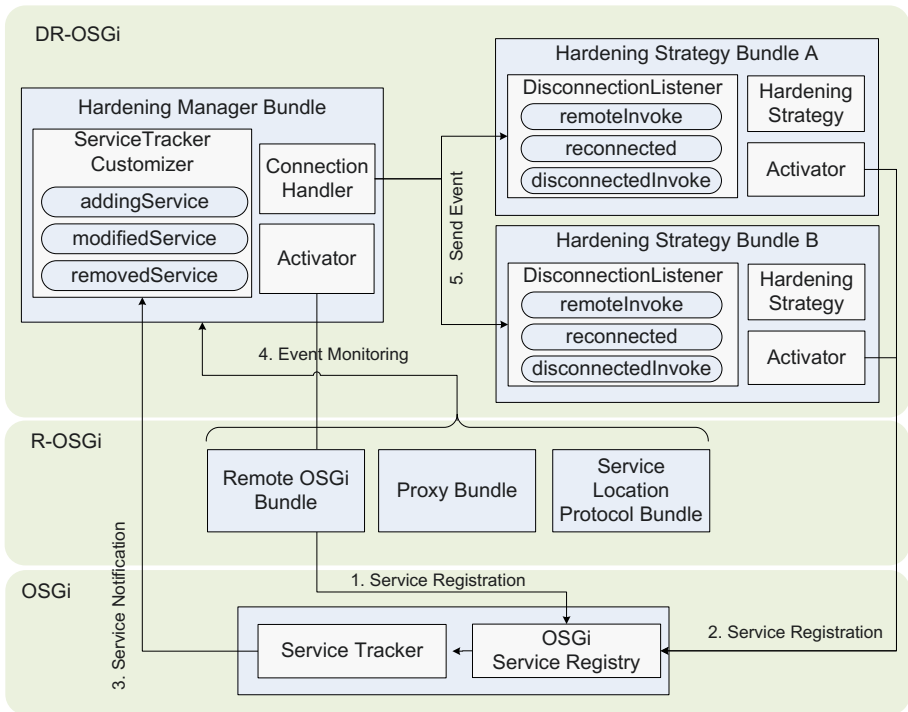 DR-OSGi
Hardening Manager Bundle
ServiceTracker
Customizer
addingService
modifiedService
removedService
Connection
Handler
Activator
5. Send Event
Hardening Strategy Bundle A
DisconnectionListener
remoteInvoke
reconnected
disconnectedInvoke
Hardening
Strategy
Activator
Hardening Strategy Bundle B
DisconnectionListener
remoteInvoke
reconnected
disconnectedInvoke
Hardening
Strategy
Activator
4. Event Monitoring
R-OSGi
Remote OSGi
Bundle
Proxy Bundle
Service
Location
Protocol Bundle
3. Service Notification
1. Service Registration
OSGi
2. Service Registration
Service Tracker
OSGi
Service Registry